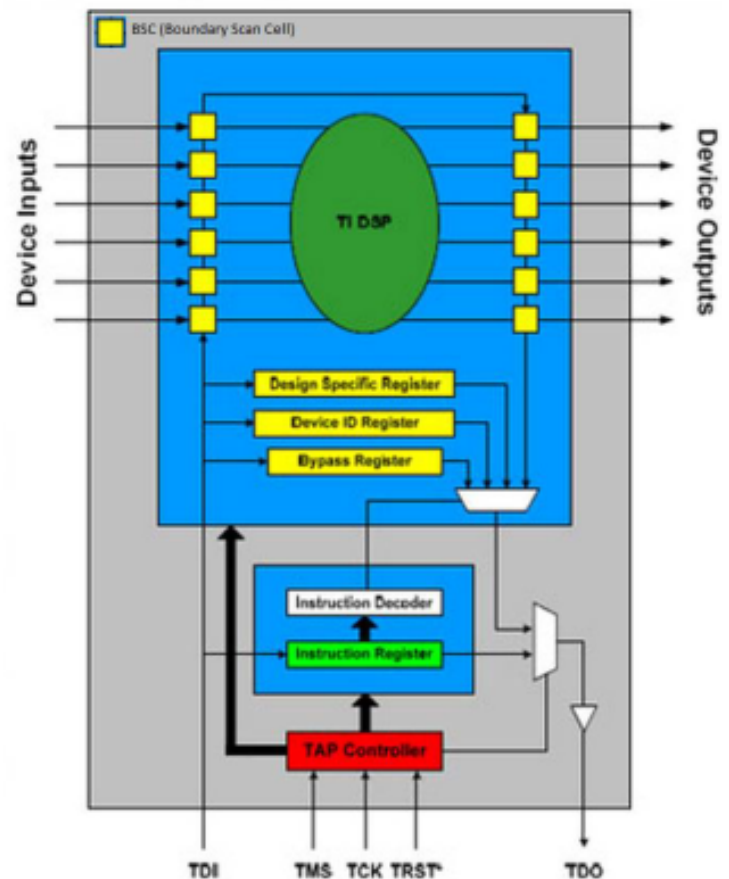 BSC (Boundary Scan Cell)
Device Inputs
TI DSP
Device Outputs
Design Specific Register
Device ID Register
Bypass Register
Instruction Decoder
Instruction Register
TAP Controller
TDI TMS TCK TRST* TDO